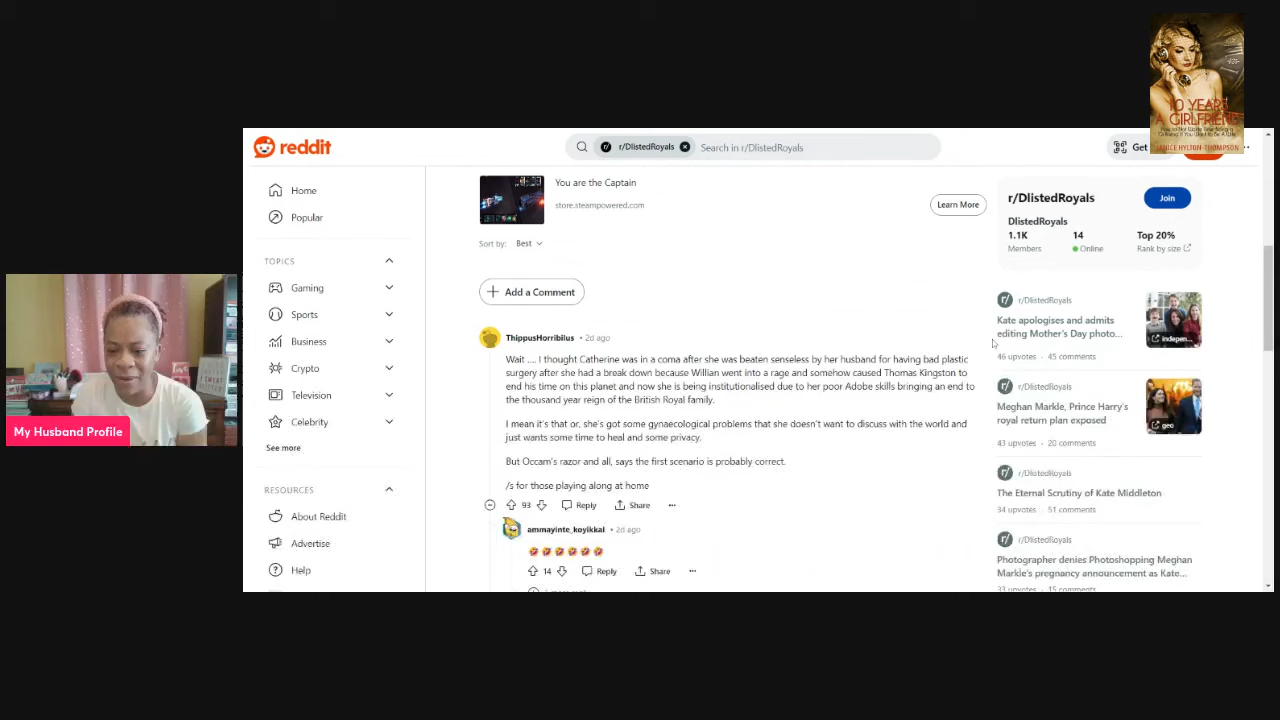 10 YEARS
A GIRLFRIEND
JANICE HYLTON-THOMPSON
reddit
r/DlistedRoyals
Search in r/DlistedRoyals
Get
Home
Popular
TOPICS
Gaming
Sports
Business
Crypto
Television
Celebrity
See more
RESOURCES
About Reddit
Advertise
Help
You are the Captain
store.steampowered.com
Learn More
Sort by: Best
Add a Comment
ThippusHorribilus • 2d ago
Wait .... I thought Catherine was in a coma after she was beaten senseless by her husband for having bad plastic
surgery after she had a break down because Willian went into a rage and somehow caused Thomas Kingston to
end his time on this planet and now she is being institutionalised due to her poor Adobe skills bringing an end to
the thousand year reign of the British Royal family.
I mean it's that or, she's got some gynaecological problems that she doesn't want to discuss with the world and
just wants some time to heal and some privacy.
But Occam's razor and all, says the first scenario is probably correct.
/s for those playing along at home
93 Reply Share
ammayinte_koyikkal • 2d ago
🤣🤣🤣🤣🤣🤣
14 Reply Share
r/DlistedRoyals
Join
DlistedRoyals
1.1K 14 Top 20%
Members Online Rank by size
r/DlistedRoyals
Kate apologises and admits
editing Mother's Day photo...
indepen...
46 upvotes · 45 comments
r/DlistedRoyals
Meghan Markle, Prince Harry's
royal return plan exposed
geo
43 upvotes · 20 comments
r/DlistedRoyals
The Eternal Scrutiny of Kate Middleton
34 upvotes · 51 comments
r/DlistedRoyals
Photographer denies Photoshopping Meghan
Markle's pregnancy announcement as Kate...
33 upvotes · 15 comments
My Husband Profile